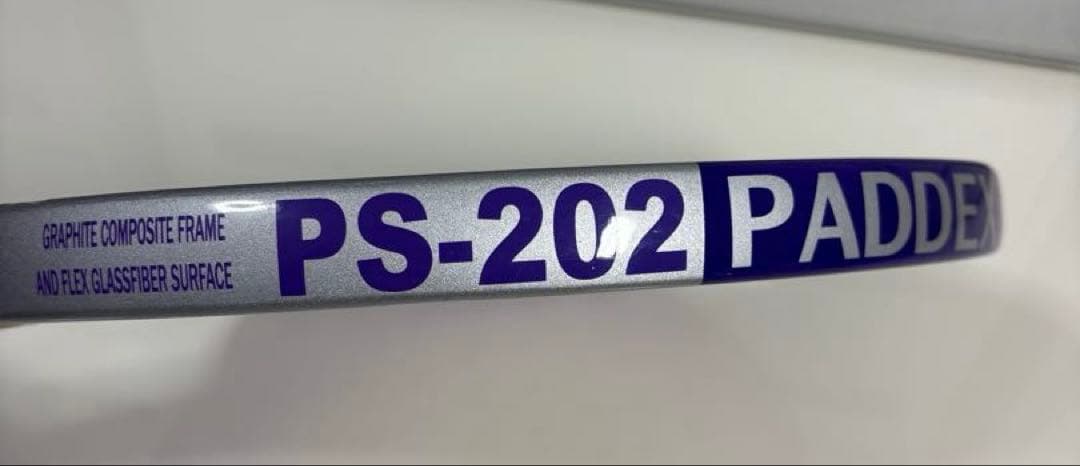 GRAPHITE COMPOSITE FRAME
AND FLEX GLASSFIBER SURFACE
PS-202
PADDEX